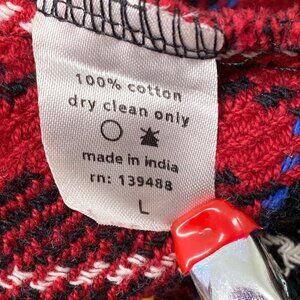 100% cotton
dry clean only
made in india
rn: 139488
L